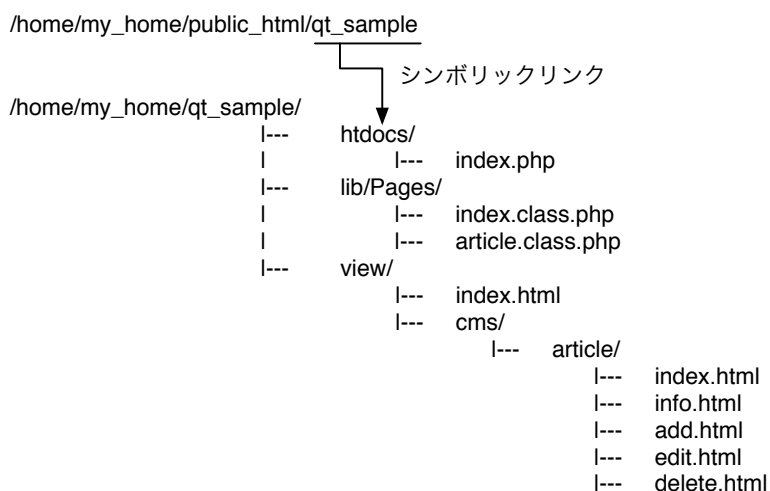 /home/my_home/public_html/qt_sample
シンボリックリンク
/home/my_home/qt_sample/
|--- htdocs/
| |--- index.php
|--- lib/Pages/
| |--- index.class.php
| |--- article.class.php
|--- view/
|--- index.html
|--- cms/
|--- article/
|--- index.html
|--- info.html
|--- add.html
|--- edit.html
|--- delete.html